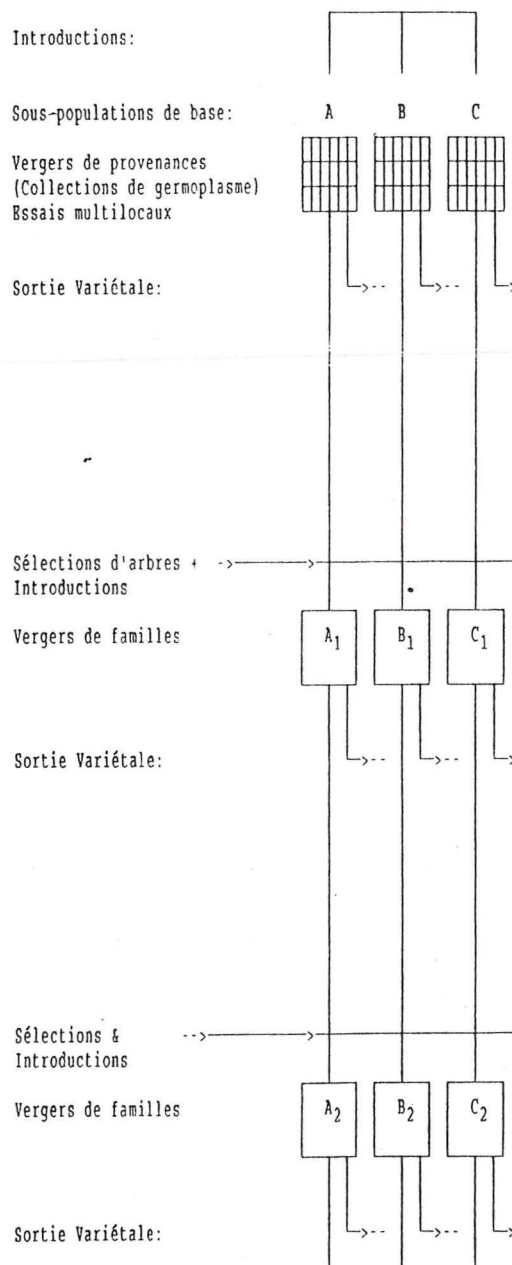 Introductions:
Sous-populations de base: A B C
Vergers de provenances
(Collections de germoplasme)
Essais multilocaux
Sortie Variétale:
Sélections d'arbres +
Introductions
Vergers de familles A1 B1 C1
Sortie Variétale:
Sélections &
Introductions
Vergers de familles A2 B2 C2
Sortie Variétale: